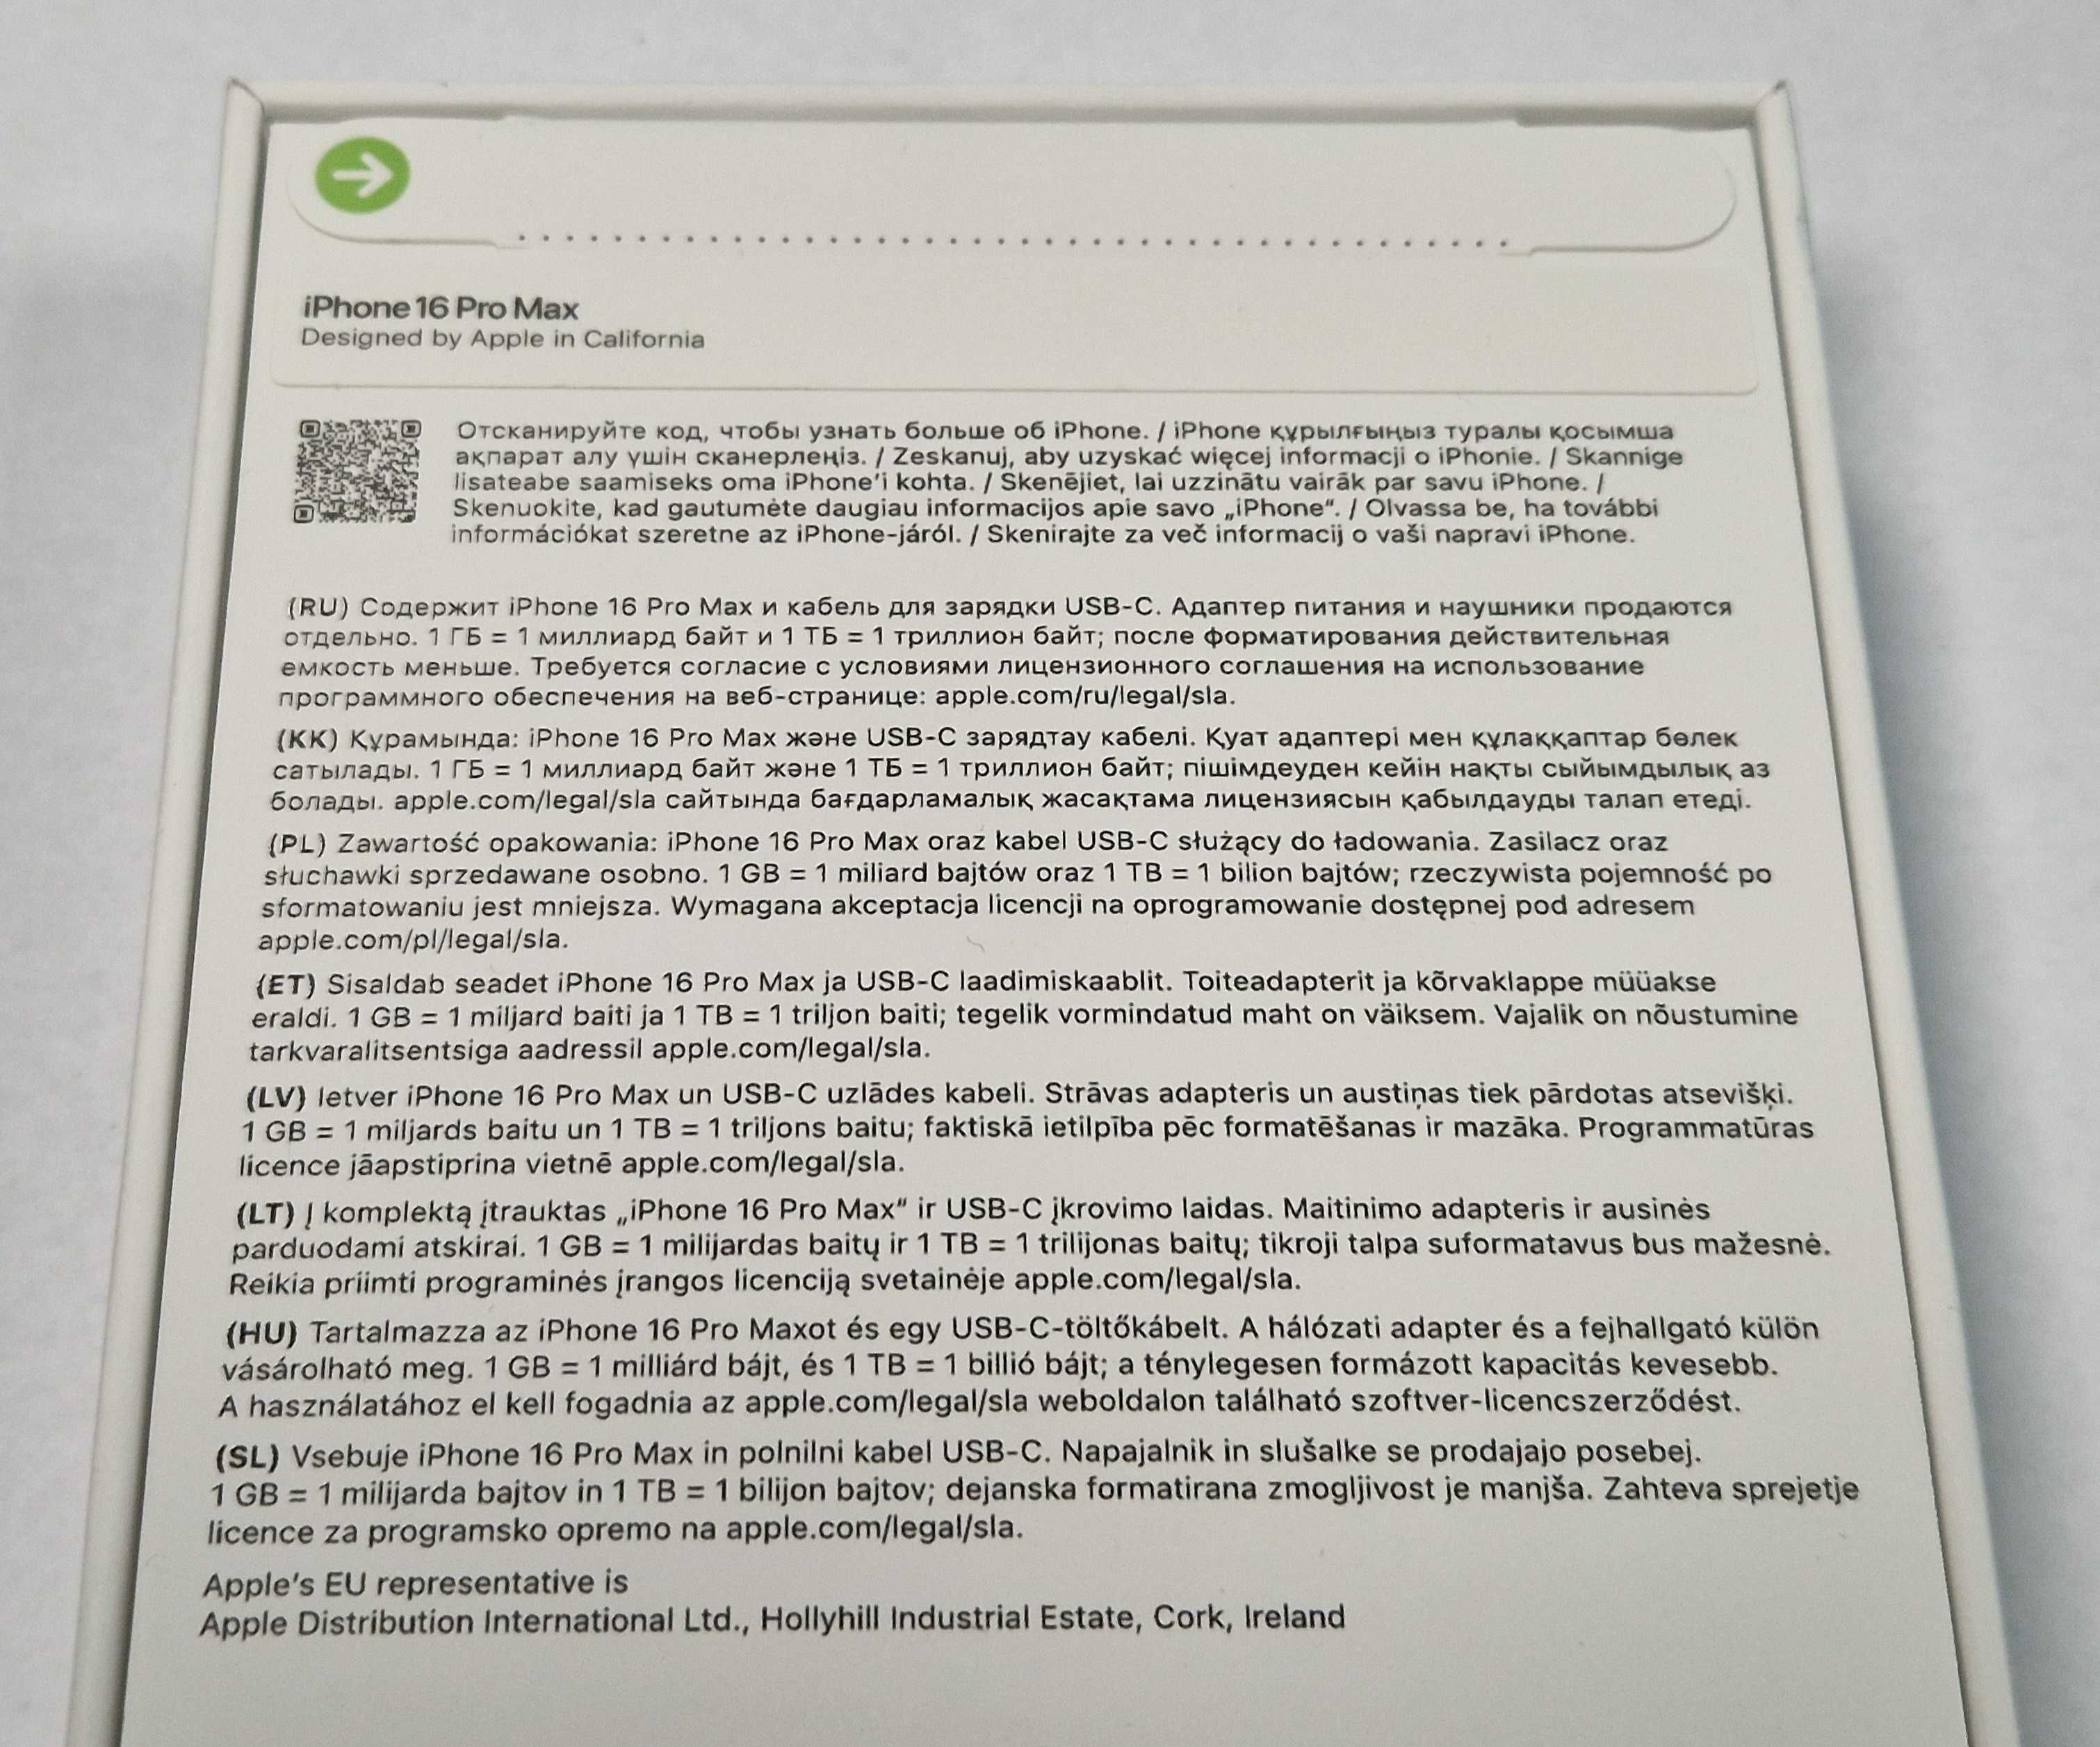 iPhone 16 Pro Max
Designed by Apple in California
Отсканируйте код, чтобы узнать больше об iPhone. / iPhone құрылғыңыз туралы қосымша
ақпарат алу үшін сканерлеңіз. / Zeskanuj, aby uzyskać więcej informacji o iPhonie. / Skannige
lisateabe saamiseks oma iPhone’i kohta. / Skenējiet, lai uzzinātu vairāk par savu iPhone. /
Skenuokite, kad gautumėte daugiau informacijos apie savo „iPhone“. / Olvassa be, ha további
információkat szeretne az iPhone-járól. / Skenirajte za več informacij o vaši napravi iPhone.
(RU) Содержит iPhone 16 Pro Max и кабель для зарядки USB-C. Адаптер питания и наушники продаются
отдельно. 1 ГБ = 1 миллиард байт и 1 ТБ = 1 триллион байт; после форматирования действительная
емкость меньше. Требуется согласие с условиями лицензионного соглашения на использование
программного обеспечения на веб-странице: apple.com/ru/legal/sla.
(KK) Құрамында: iPhone 16 Pro Max және USB-C зарядтау кабелі. Қуат адаптері мен құлаққаптар бөлек
сатылады. 1 ГБ = 1 миллиард байт және 1 ТБ = 1 триллион байт; пішімдеуден кейін нақты сыйымдылық аз
болады. apple.com/legal/sla сайтында бағдарламалық жасақтама лицензиясын қабылдауды талап етеді.
(PL) Zawartość opakowania: iPhone 16 Pro Max oraz kabel USB-C służący do ładowania. Zasilacz oraz
słuchawki sprzedawane osobno. 1 GB = 1 miliard bajtów oraz 1 TB = 1 bilion bajtów; rzeczywista pojemność po
sformatowaniu jest mniejsza. Wymagana akceptacja licencji na oprogramowanie dostępnej pod adresem
apple.com/pl/legal/sla.
(ET) Sisaldab seadet iPhone 16 Pro Max ja USB-C laadimiskaablit. Toiteadapterit ja kõrvaklappe müüakse
eraldi. 1 GB = 1 miljard baiti ja 1 TB = 1 triljon baiti; tegelik vormindatud maht on väiksem. Vajalik on nõustumine
tarkvaralitsentsiga aadressil apple.com/legal/sla.
(LV) Ietver iPhone 16 Pro Max un USB-C uzlādes kabeli. Strāvas adapteris un austiņas tiek pārdotas atsevišķi.
1 GB = 1 miljards baitu un 1 TB = 1 triljons baitu; faktiskā ietilpība pēc formatēšanas ir mazāka. Programmatūras
licence jāapstiprina vietnē apple.com/legal/sla.
(LT) Į komplektą įtrauktas „iPhone 16 Pro Max“ ir USB-C įkrovimo laidas. Maitinimo adapteris ir ausinės
parduodami atskirai. 1 GB = 1 milijardas baitų ir 1 TB = 1 trilijonas baitų; tikroji talpa suformatavus bus mažesnė.
Reikia priimti programinės įrangos licenciją svetainėje apple.com/legal/sla.
(HU) Tartalmazza az iPhone 16 Pro Maxot és egy USB-C-töltőkábelt. A hálózati adapter és a fejhallgató külön
vásárolható meg. 1 GB = 1 milliárd bájt, és 1 TB = 1 billió bájt; a ténylegesen formázott kapacitás kevesebb.
A használatához el kell fogadnia az apple.com/legal/sla weboldalon található szoftver-licencszerződést.
(SL) Vsebuje iPhone 16 Pro Max in polnilni kabel USB-C. Napajalnik in slušalke se prodajajo posebej.
1 GB = 1 milijarda bajtov in 1 TB = 1 bilijon bajtov; dejanska formatirana zmogljivost je manjša. Zahteva sprejetje
licence za programsko opremo na apple.com/legal/sla.
Apple’s EU representative is
Apple Distribution International Ltd., Hollyhill Industrial Estate, Cork, Ireland